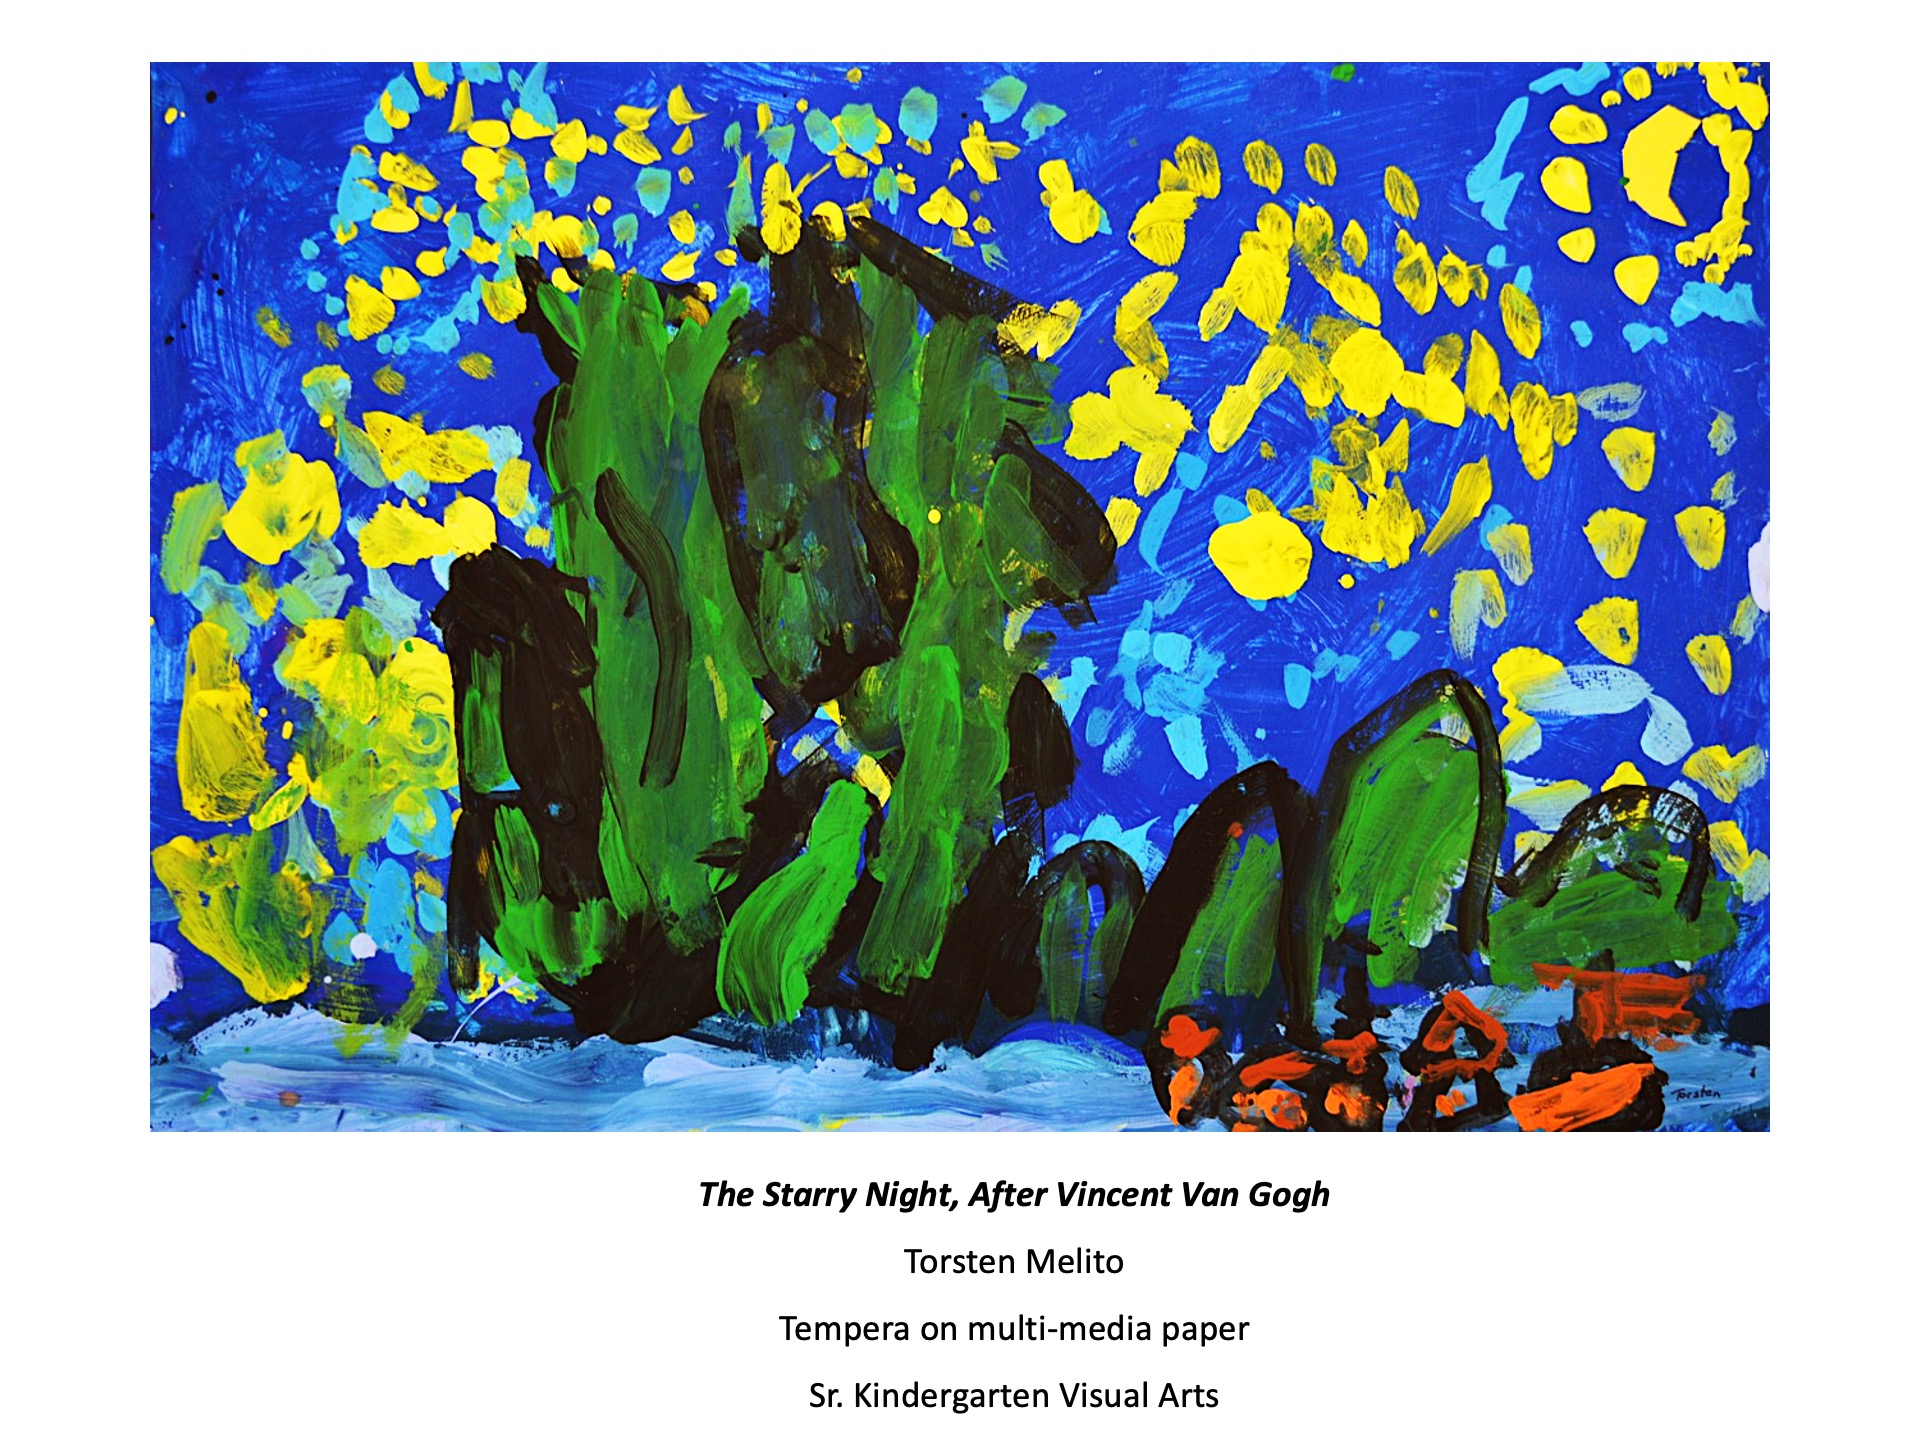 Torsten
The Starry Night, After Vincent Van Gogh
Torsten Melito
Tempera on multi-media paper
Sr. Kindergarten Visual Arts